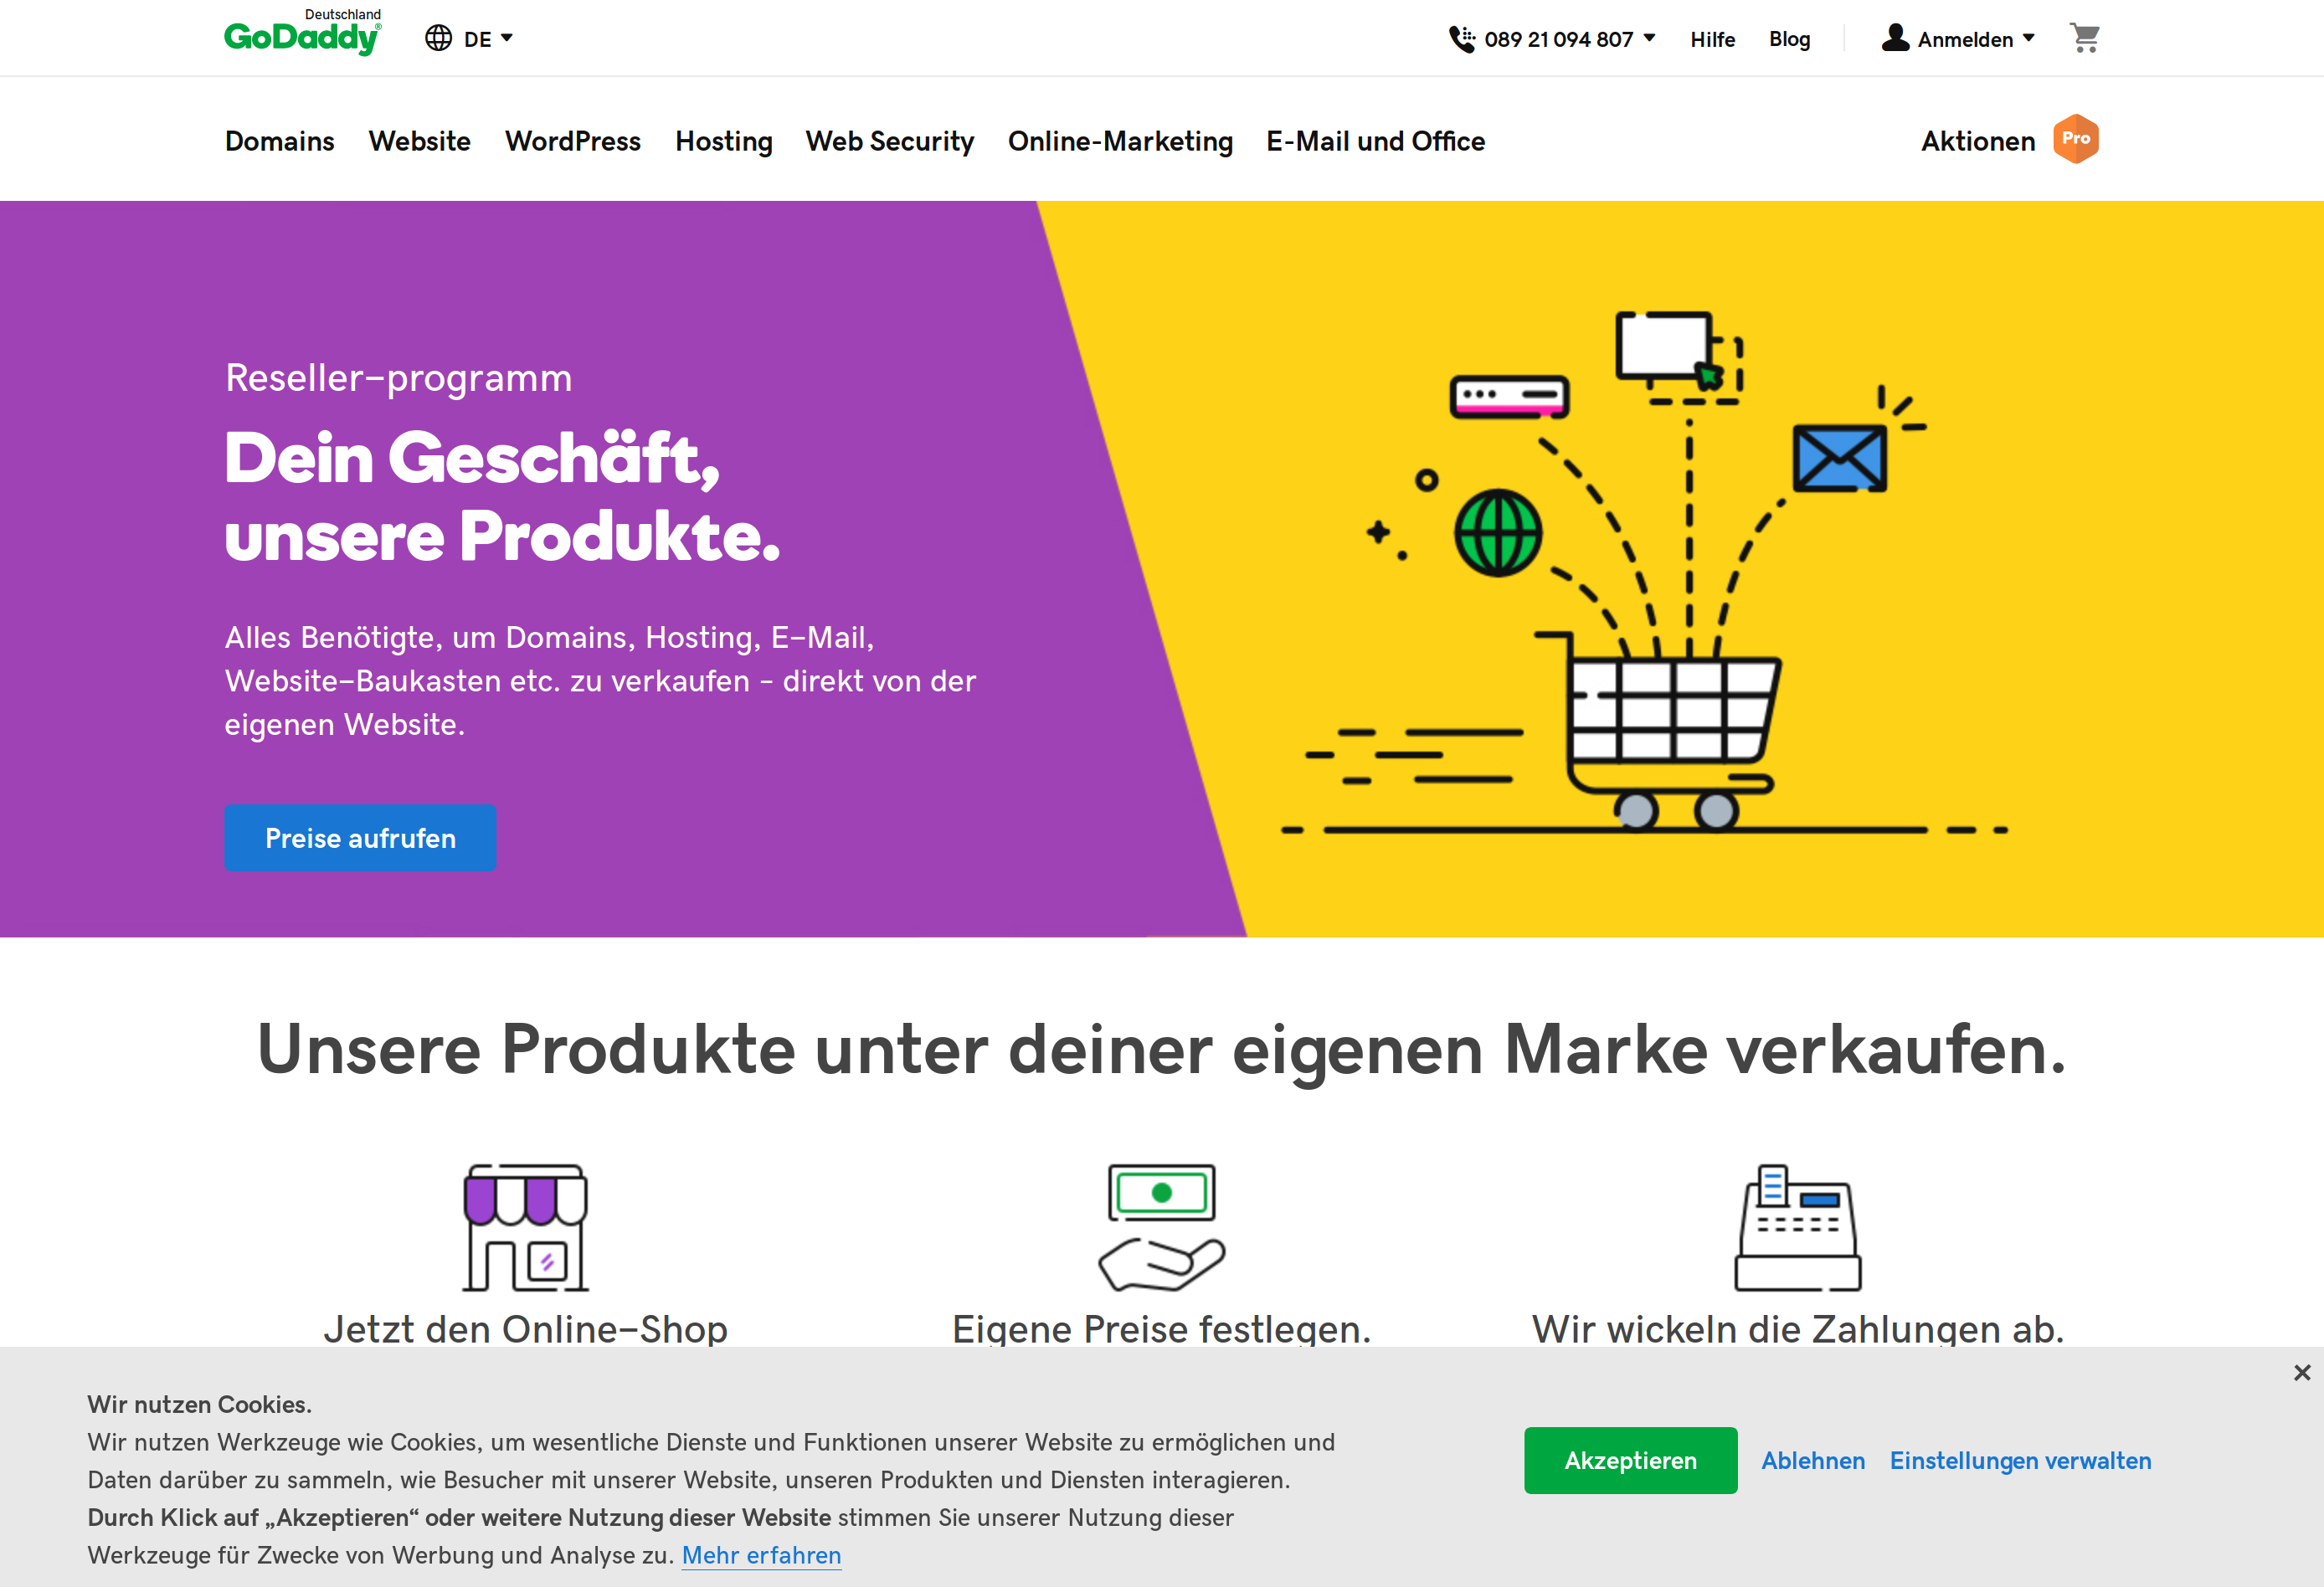 Deutschland
GoDaddy®
DE
089 21 094 807
Hilfe
Blog
Anmelden
Domains
Website
WordPress
Hosting
Web Security
Online-Marketing
E-Mail und Office
Aktionen
Pro
Reseller-programm
Dein Geschäft,
unsere Produkte.
Alles Benötigte, um Domains, Hosting, E-Mail,
Website-Baukasten etc. zu verkaufen – direkt von der
eigenen Website.
Preise aufrufen
Unsere Produkte unter deiner eigenen Marke verkaufen.
Jetzt den Online-Shop
Eigene Preise festlegen.
Wir wickeln die Zahlungen ab.
Wir nutzen Cookies.
Wir nutzen Werkzeuge wie Cookies, um wesentliche Dienste und Funktionen unserer Website zu ermöglichen und
Daten darüber zu sammeln, wie Besucher mit unserer Website, unseren Produkten und Diensten interagieren.
Durch Klick auf „Akzeptieren“ oder weitere Nutzung dieser Website stimmen Sie unserer Nutzung dieser
Werkzeuge für Zwecke von Werbung und Analyse zu. Mehr erfahren
Akzeptieren
Ablehnen
Einstellungen verwalten